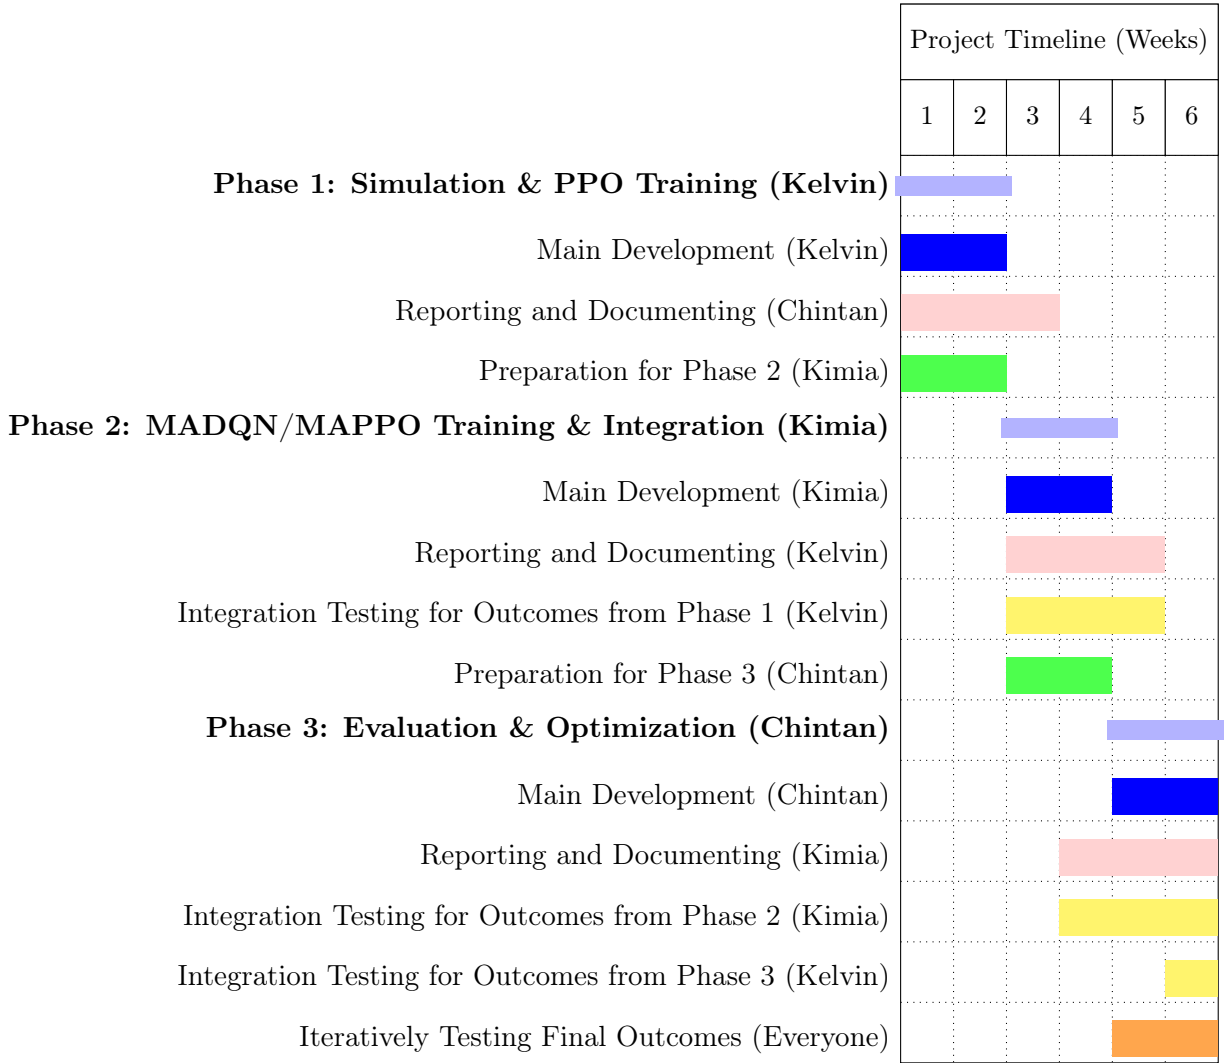 Project Timeline (Weeks)
1 2 3 4 5 6
Phase 1: Simulation & PPO Training (Kelvin)
Main Development (Kelvin)
Reporting and Documenting (Chintan)
Preparation for Phase 2 (Kimia)
Phase 2: MADQN/MAPPO Training & Integration (Kimia)
Main Development (Kimia)
Reporting and Documenting (Kelvin)
Integration Testing for Outcomes from Phase 1 (Kelvin)
Preparation for Phase 3 (Chintan)
Phase 3: Evaluation & Optimization (Chintan)
Main Development (Chintan)
Reporting and Documenting (Kimia)
Integration Testing for Outcomes from Phase 2 (Kimia)
Integration Testing for Outcomes from Phase 3 (Kelvin)
Iteratively Testing Final Outcomes (Everyone)